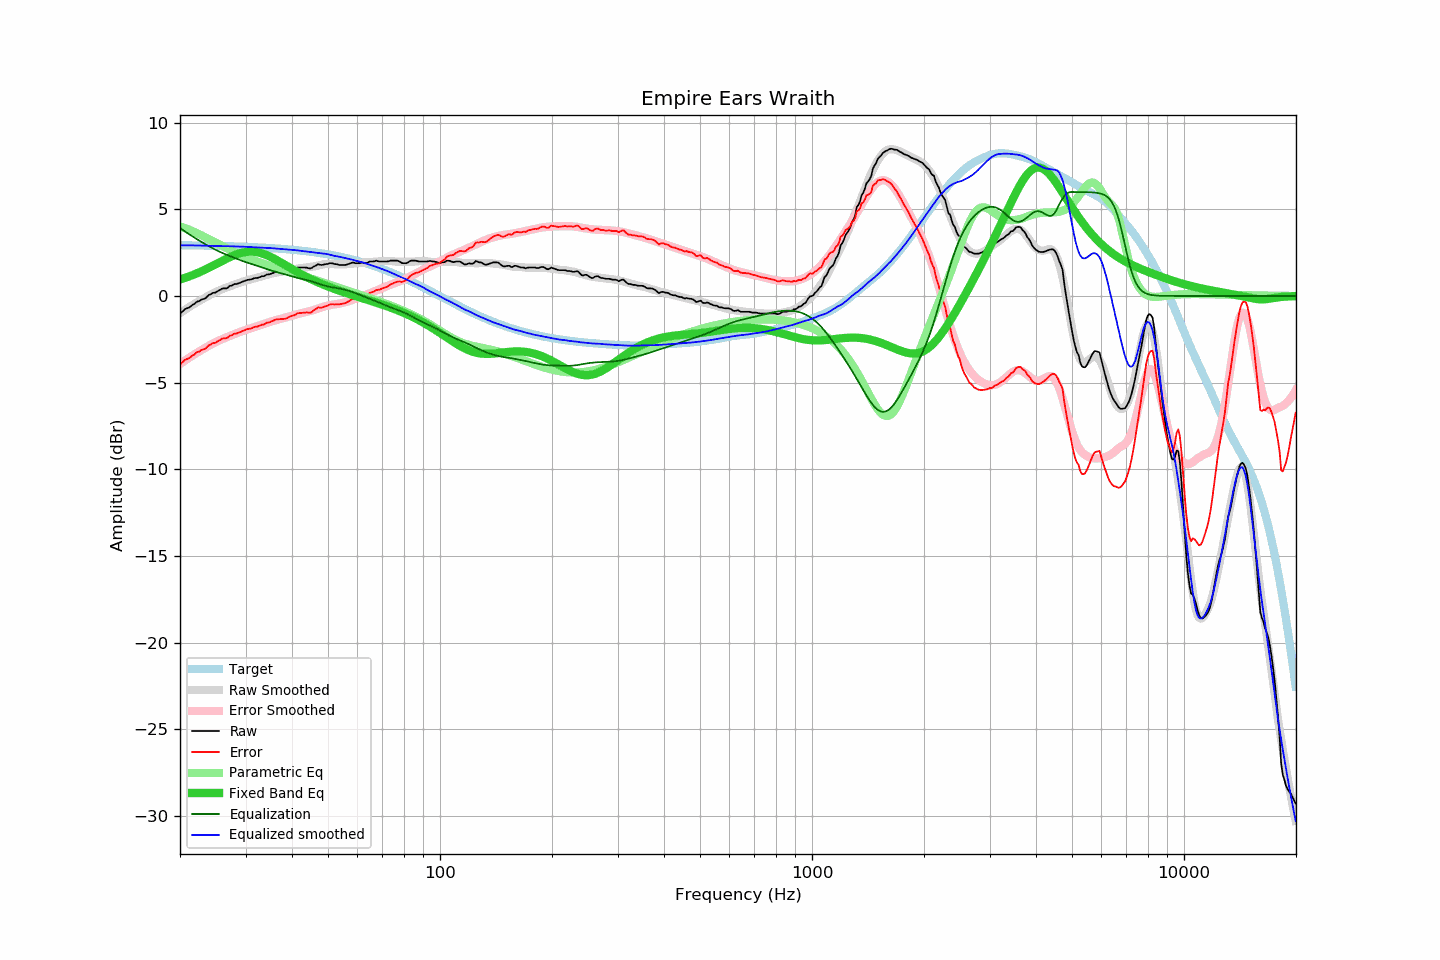 Empire Ears Wraith
10
5
0
−5
−10
−15
−20
−25
−30
Amplitude (dBr)
Target
Raw Smoothed
Error Smoothed
Raw
Error
Parametric Eq
Fixed Band Eq
Equalization
Equalized smoothed
100
1000
10000
Frequency (Hz)